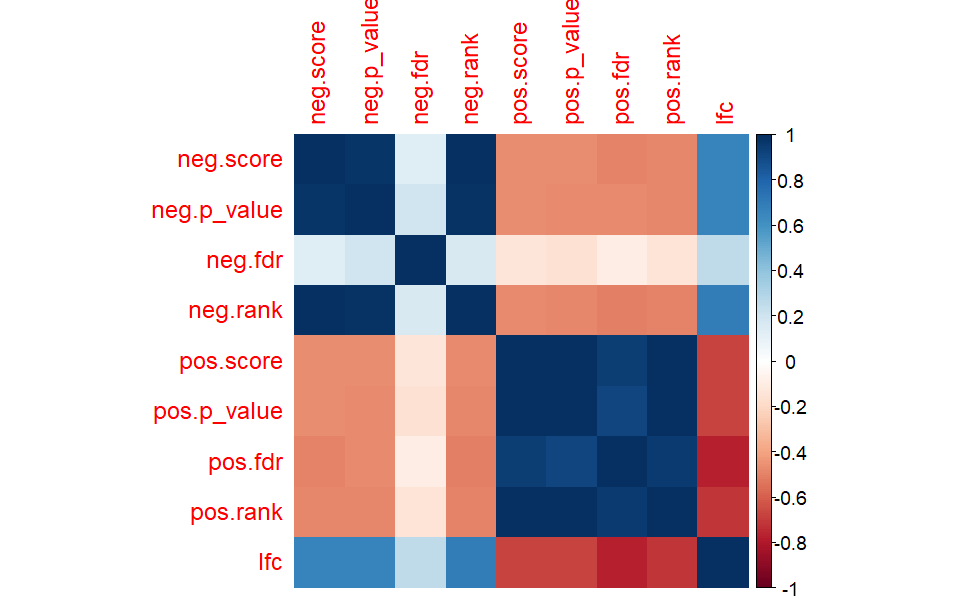 neg.score
neg.p_value
neg.fdr
neg.rank
pos.score
pos.p_value
pos.fdr
pos.rank
lfc
neg.score
neg.p_value
neg.fdr
neg.rank
pos.score
pos.p_value
pos.fdr
pos.rank
lfc
1
0.8
0.6
0.4
0.2
0
-0.2
-0.4
-0.6
-0.8
-1